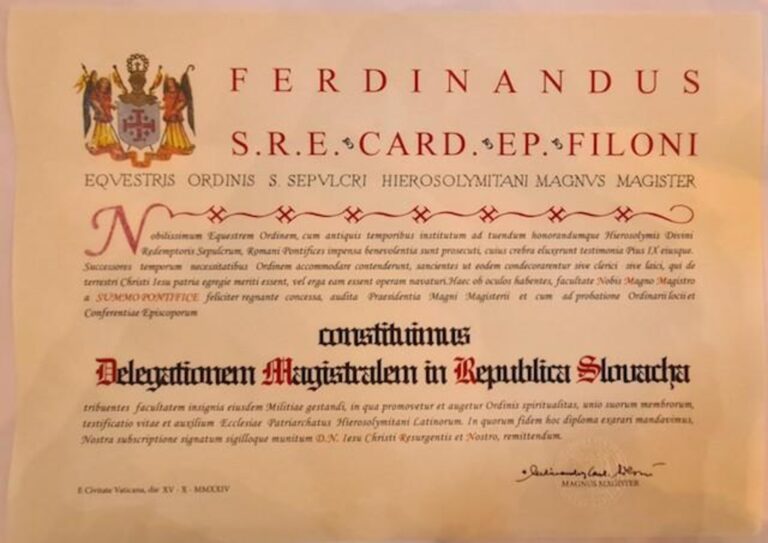 FERDINANDUS
S.R.E. CARD. EP. FILONI
EQVESTRIS ORDINIS S. SEPVLCRI HIEROSOLYMITANI MAGNVS MAGISTER
Nobilissimum Equestrem Ordinem, cum antiquis temporibus institutum ad tuendum honorandumque Hierosolymis Divini
Redemptoris Sepulcrum, Romani Pontifices impensa benevolentia sunt prosecuti, cuius crebra eluxerunt testimonia Pius IX eiusque.
Successores temporum necessitatibus Ordinem accommodare contenderunt, sancientes ut eodem condecorarentur sive clerici sive laici, qui de
terrestri Christi Iesu patria egregie meriti essent, vel erga eam essent operam navaturi.Haec ob oculos habentes, facultate Nobis Magno Magistro
a SUMMO PONTIFICE feliciter regnante concessa, audita Praesidentia Magni Magisterii et cum adprobatione Ordinarii loci et
Conferentiae Episcoporum
constituimus
Delegationem Magistralem in Republica Slovacha
tribuentes facultatem insignia eiusdem Militiae gestandi, in qua promovetur et augetur Ordinis spiritualitas, unio suorum membrorum,
testificatio vitae et auxilium Ecclesiae Patriarchatus Hierosolymitani Latinorum. In quorum fidem hoc diploma exarari mandavimus,
Nostra subscriptione signatum sigilloque munitum D.N. Iesu Christi Resurgentis et Nostro, remittendum.
E Civitate Vaticana, die XV - X - MMXXIV
MAGNUS MAGISTER